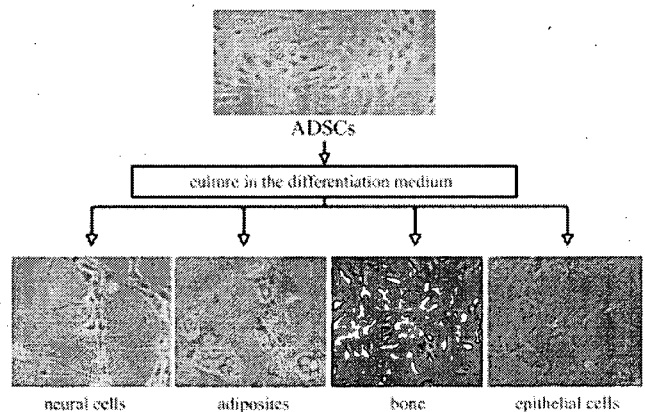 ADSCs
culture in the differentiation medium
neural cells adiposites bone epithelial cells